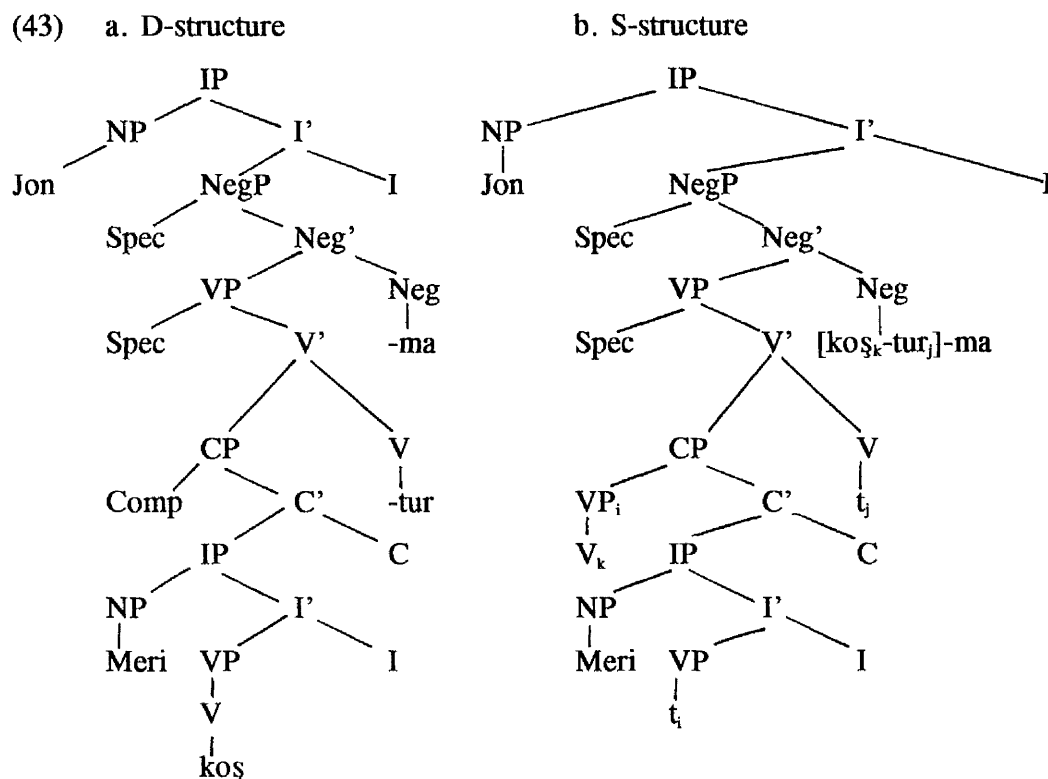 (43) a. D-structure b. S-structure
IP IP
NP I' NP I'
Jon NegP I Jon NegP I
Spec Neg' Spec Neg'
VP Neg VP Neg
Spec V' -ma Spec V' [koşₖ-turⱼ]-ma
CP V CP V
Comp C' -tur VPᵢ C' tⱼ
IP C Vₖ IP C
NP I' NP I'
Meri VP I Meri VP I
V tᵢ
koş